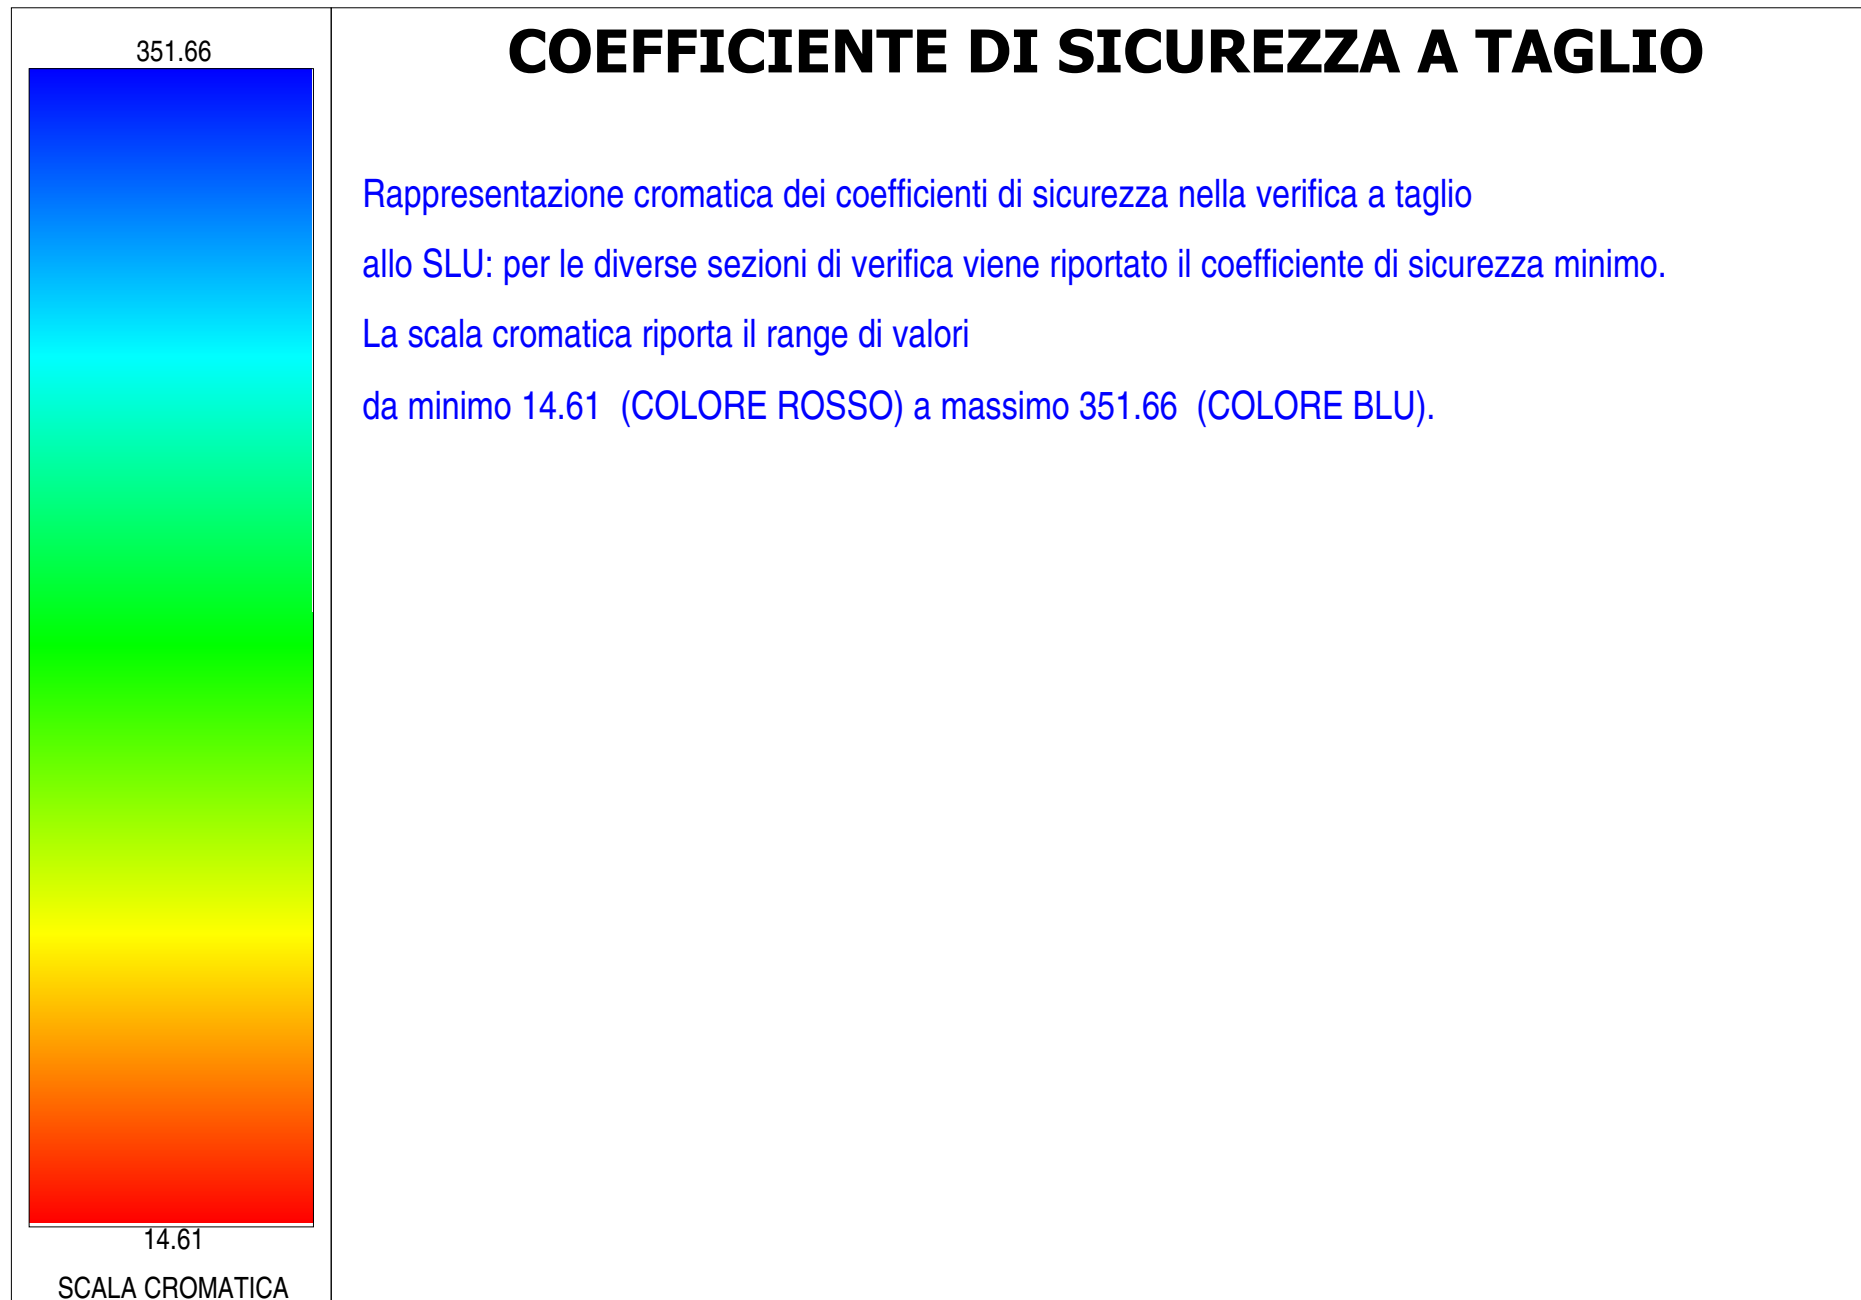 COEFFICIENTE DI SICUREZZA A TAGLIO
351.66
Rappresentazione cromatica dei coefficienti di sicurezza nella verifica a taglio
allo SLU: per le diverse sezioni di verifica viene riportato il coefficiente di sicurezza minimo.
La scala cromatica riporta il range di valori
da minimo 14.61  (COLORE ROSSO) a massimo 351.66  (COLORE BLU).
14.61
SCALA CROMATICA